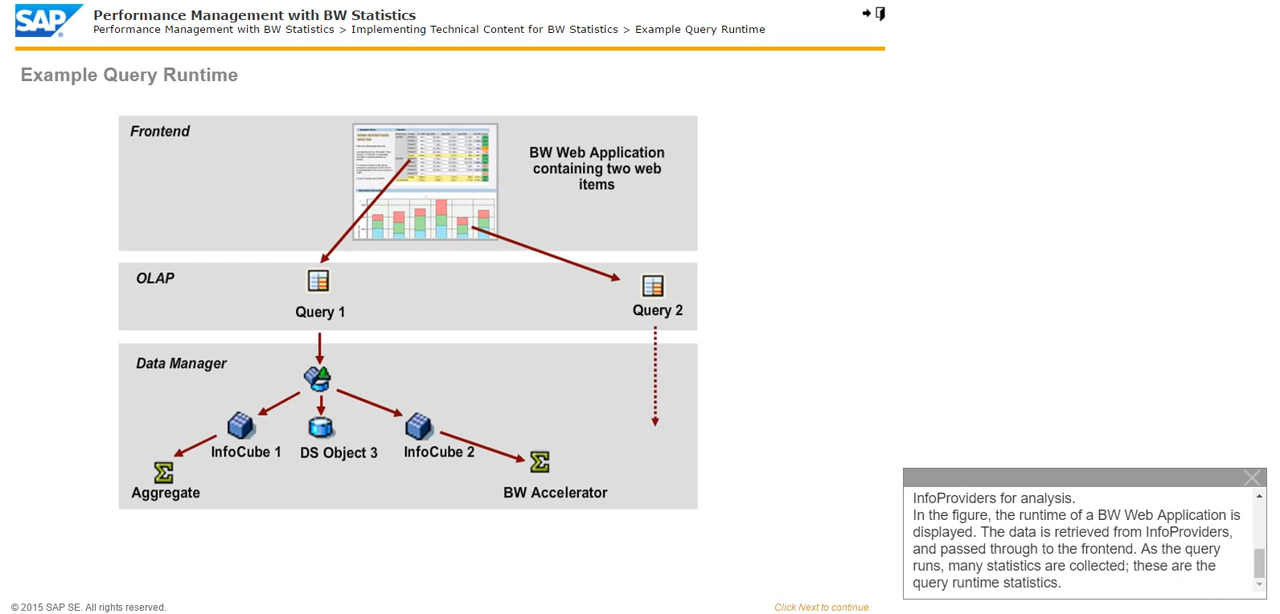 SAP
Performance Management with BW Statistics
Performance Management with BW Statistics > Implementing Technical Content for BW Statistics > Example Query Runtime
Example Query Runtime
Frontend
BW Web Application
containing two web
items
OLAP
Query 1
Query 2
Data Manager
InfoCube 1
DS Object 3
InfoCube 2
Aggregate
BW Accelerator
InfoProviders for analysis.
In the figure, the runtime of a BW Web Application is
displayed. The data is retrieved from InfoProviders,
and passed through to the frontend. As the query
runs, many statistics are collected; these are the
query runtime statistics.
© 2015 SAP SE. All rights reserved.
Click Next to continue.